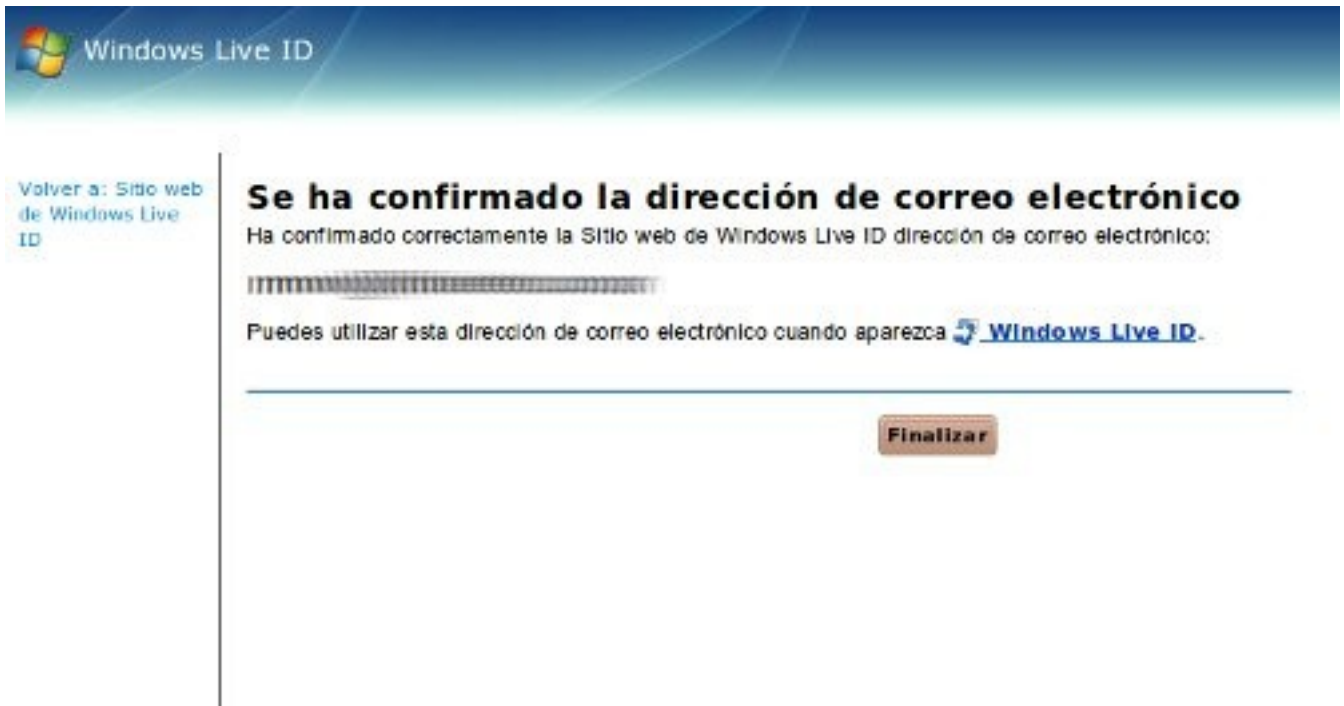 Windows Live ID
Volver a: Sitio web
de Windows Live
ID
Se ha confirmado la dirección de correo electrónico
Ha confirmado correctamente la Sitio web de Windows Live ID dirección de correo electrónico:
Puedes utilizar esta dirección de correo electrónico cuando aparezca Windows Live ID.
Finalizar